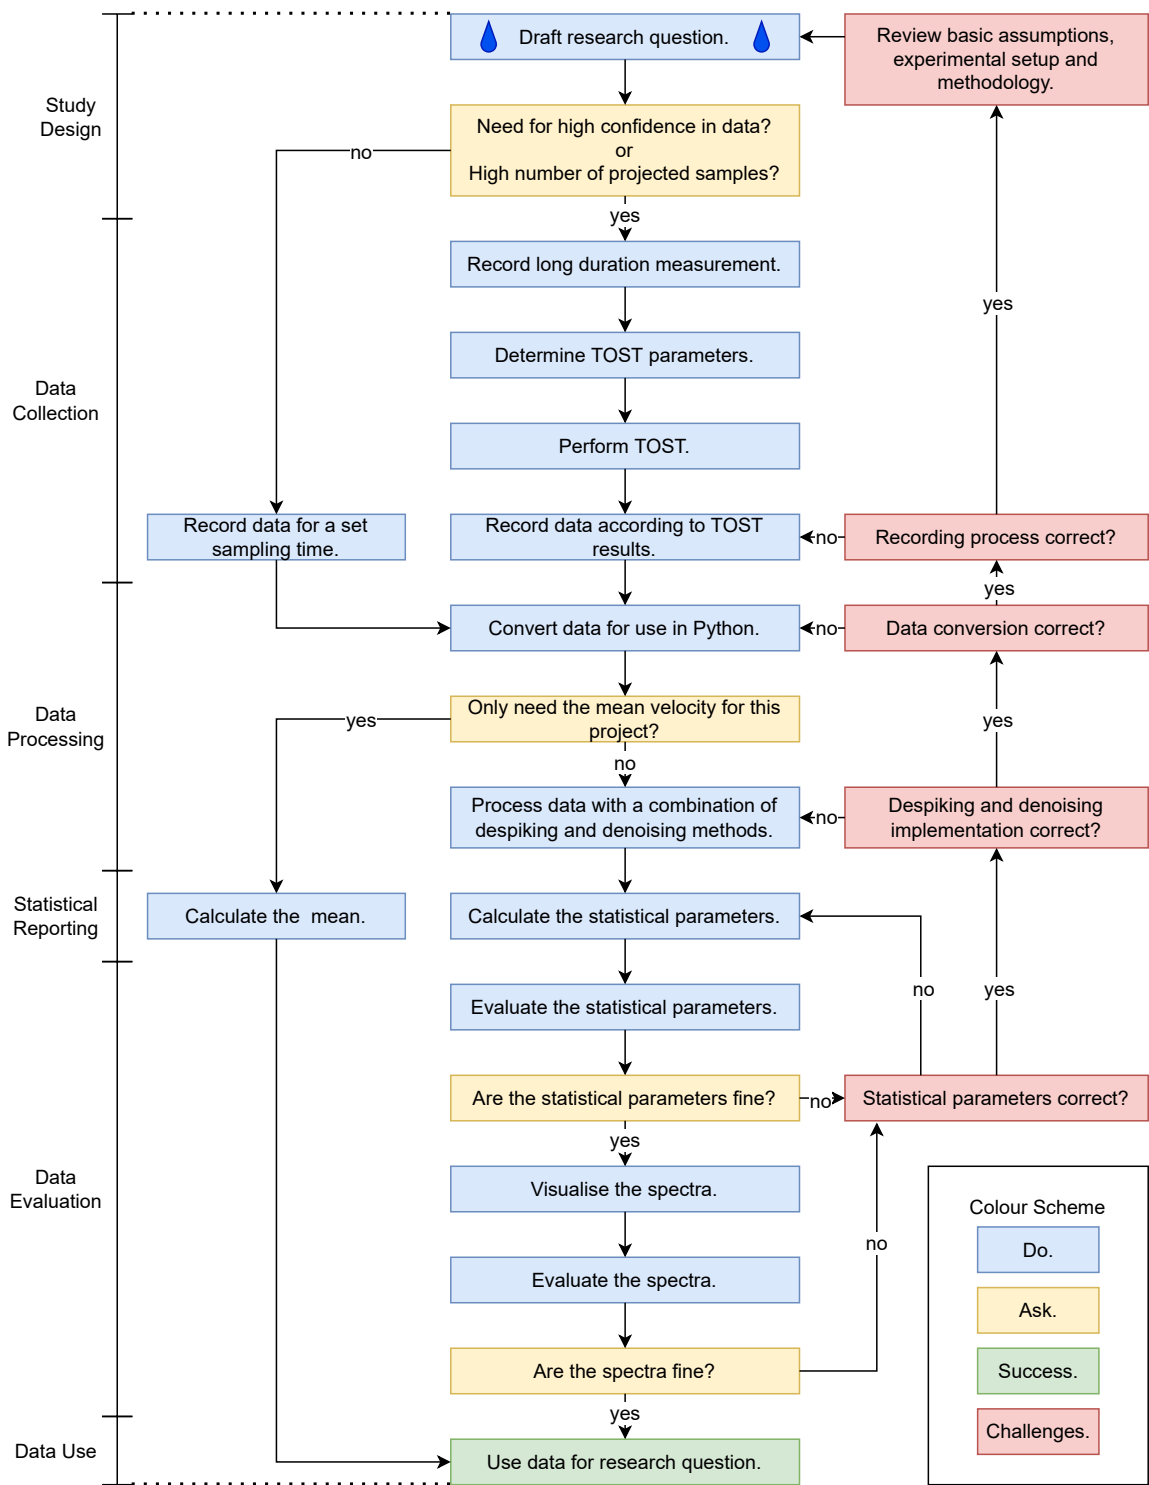 Draft research question.
Review basic assumptions,
experimental setup and
methodology.
Study
Design
Need for high confidence in data?
or
High number of projected samples?
no
yes
Record long duration measurement.
yes
Determine TOST parameters.
Data
Collection
Perform TOST.
Record data for a set
sampling time.
Record data according to TOST
results.
no
Recording process correct?
yes
Convert data for use in Python.
no
Data conversion correct?
Data
Processing
Only need the mean velocity for this
project?
yes
yes
no
Process data with a combination of
despiking and denoising methods.
no
Despiking and denoising
implementation correct?
Statistical
Reporting
Calculate the  mean.
Calculate the statistical parameters.
no
yes
Evaluate the statistical parameters.
Are the statistical parameters fine?
no
Statistical parameters correct?
yes
Data
Evaluation
Visualise the spectra.
no
Evaluate the spectra.
Are the spectra fine?
yes
Data Use
Use data for research question.
Colour Scheme
Do.
Ask.
Success.
Challenges.